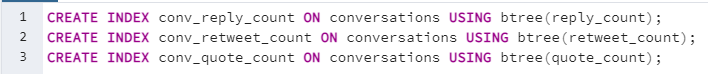 1 CREATE INDEX conv_reply_count ON conversations USING btree(reply_count);
2 CREATE INDEX conv_retweet_count ON conversations USING btree(retweet_count);
3 CREATE INDEX conv_quote_count ON conversations USING btree(quote_count);